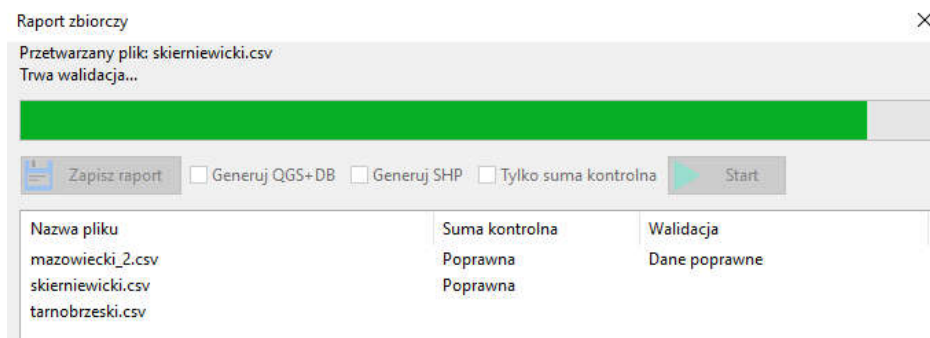 Raport zbiorczy
Przetwarzany plik: skierniewicki.csv
Trwa walidacja...
Zapisz raport Generuj QGS+DB Generuj SHP Tylko suma kontrolna Start
Nazwa pliku Suma kontrolna Walidacja
mazowiecki_2.csv Poprawna Dane poprawne
skierniewicki.csv Poprawna
tarnobrzeski.csv